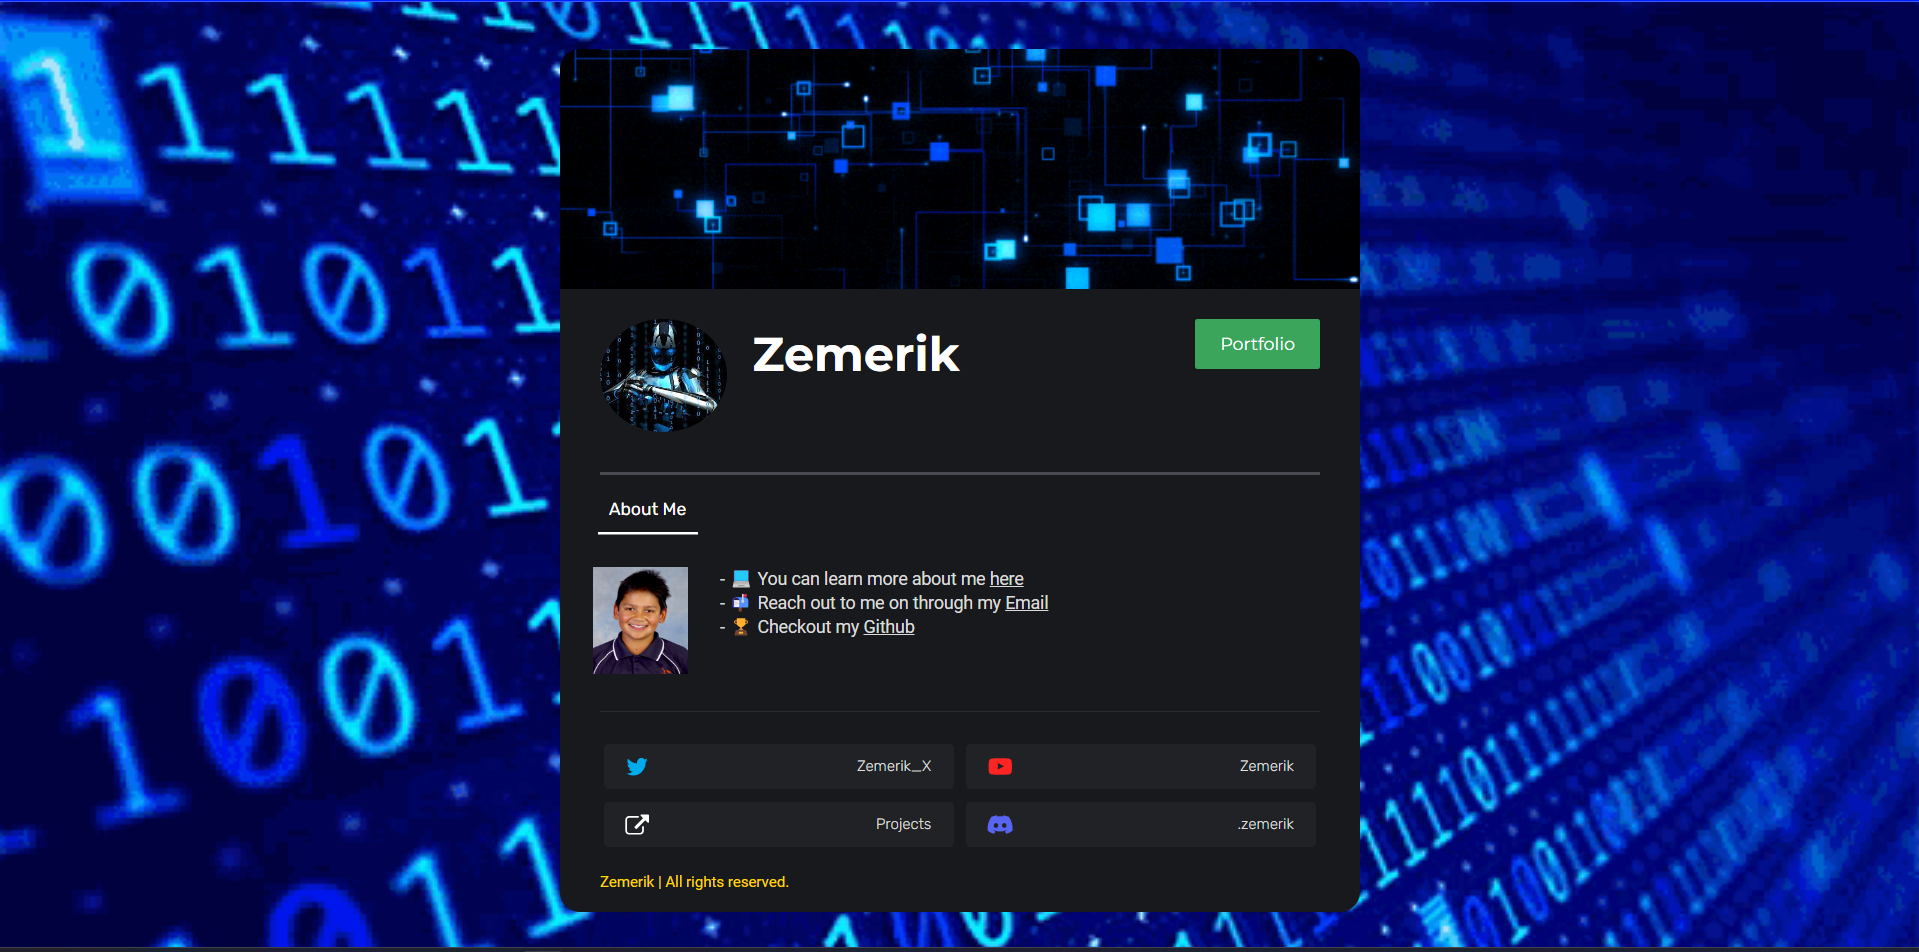 Zemerik
Portfolio
About Me
- 💻 You can learn more about me here
- 📬 Reach out to me on through my Email
- 🏆 Checkout my Github
Zemerik_X
Zemerik
Projects
.zemerik
Zemerik | All rights reserved.